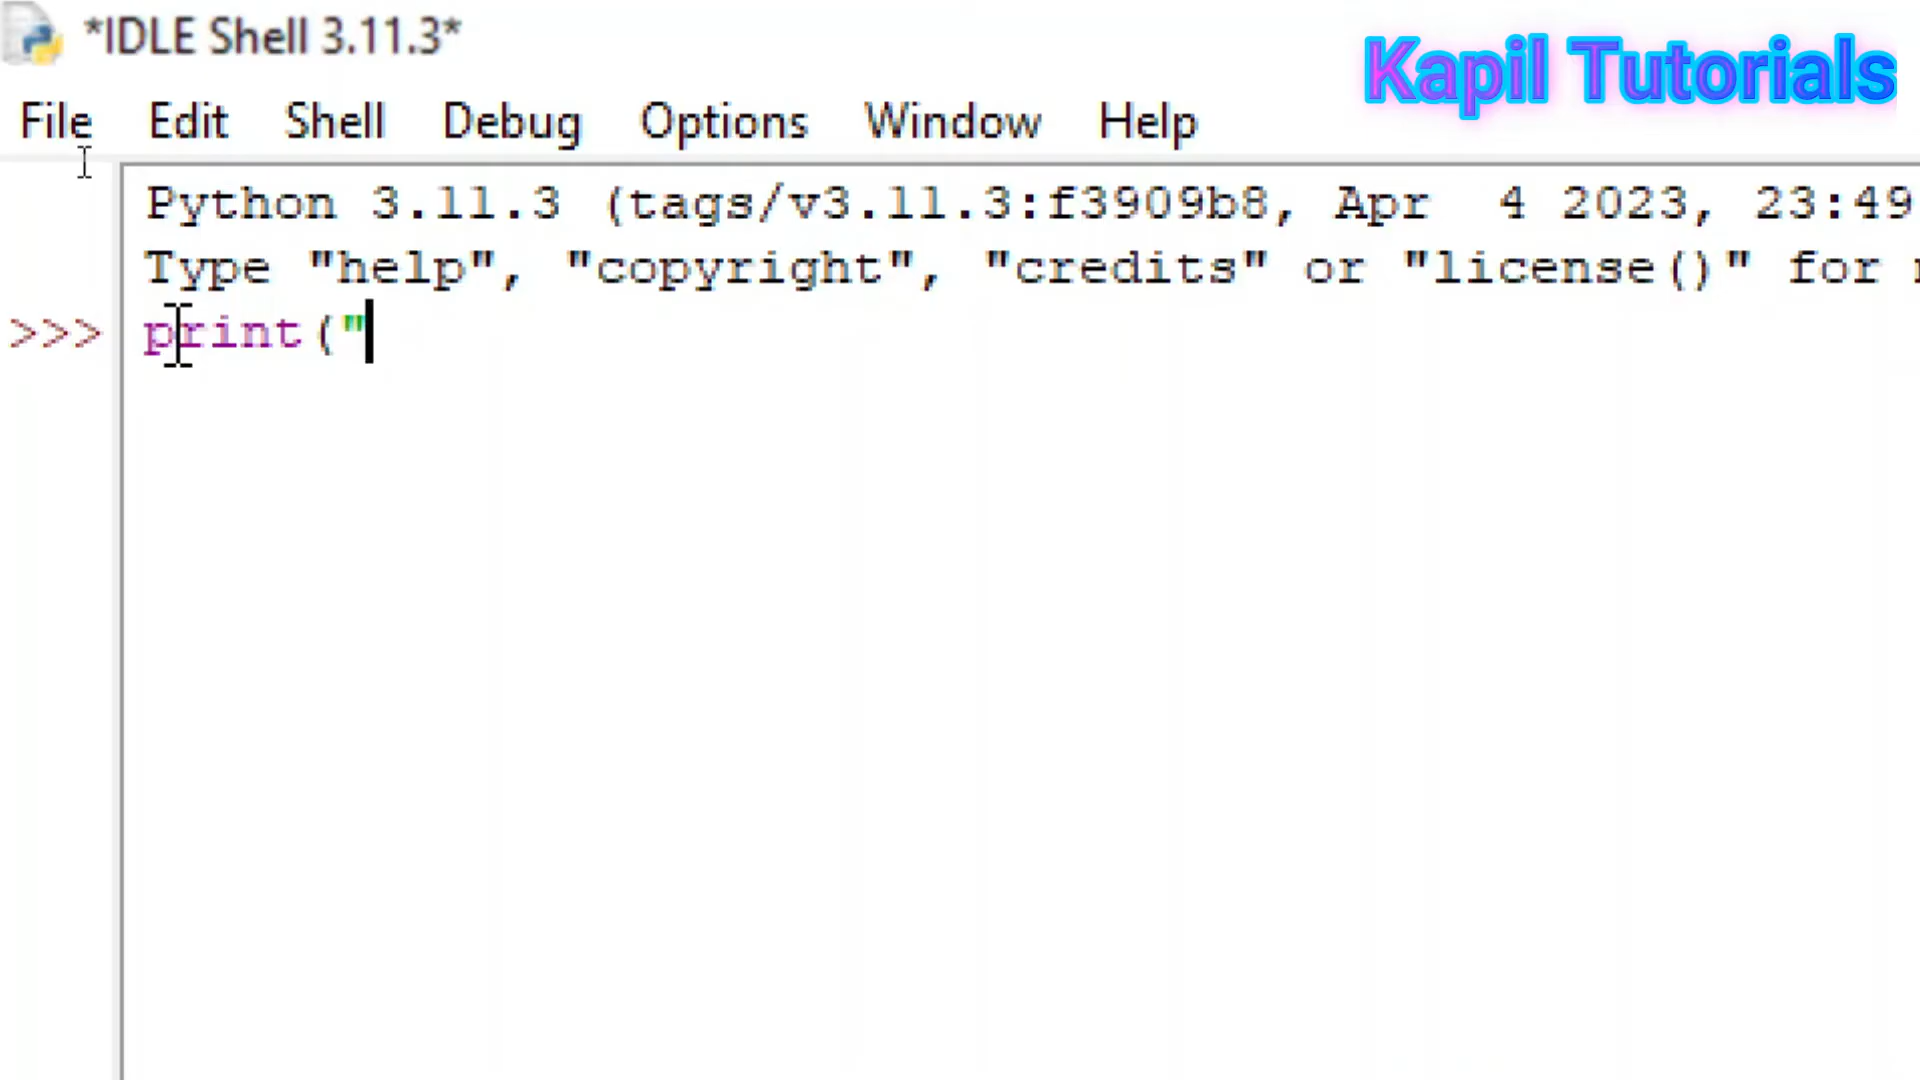 *IDLE Shell 3.11.3*
Kapil Tutorials
File Edit Shell Debug Options Window Help
Python 3.11.3 (tags/v3.11.3:f3909b8, Apr  4 2023, 23:49
Type "help", "copyright", "credits" or "license()" for
>>> print("